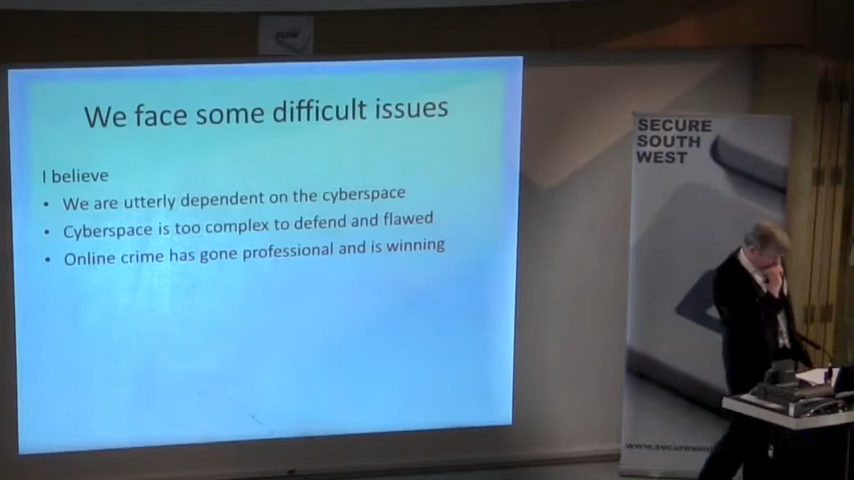 We face some difficult issues
I believe
• We are utterly dependent on the cyberspace
• Cyberspace is too complex to defend and flawed
• Online crime has gone professional and is winning
SECURE
SOUTH
WEST